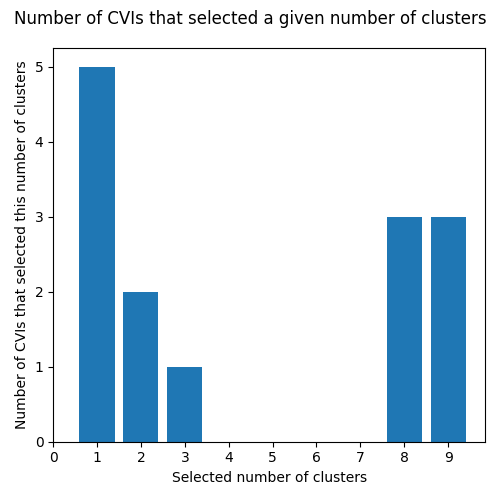 Number of CVIs that selected a given number of clusters
Number of CVIs that selected this number of clusters
5
4
3
2
1
0
0 1 2 3 4 5 6 7 8 9
Selected number of clusters